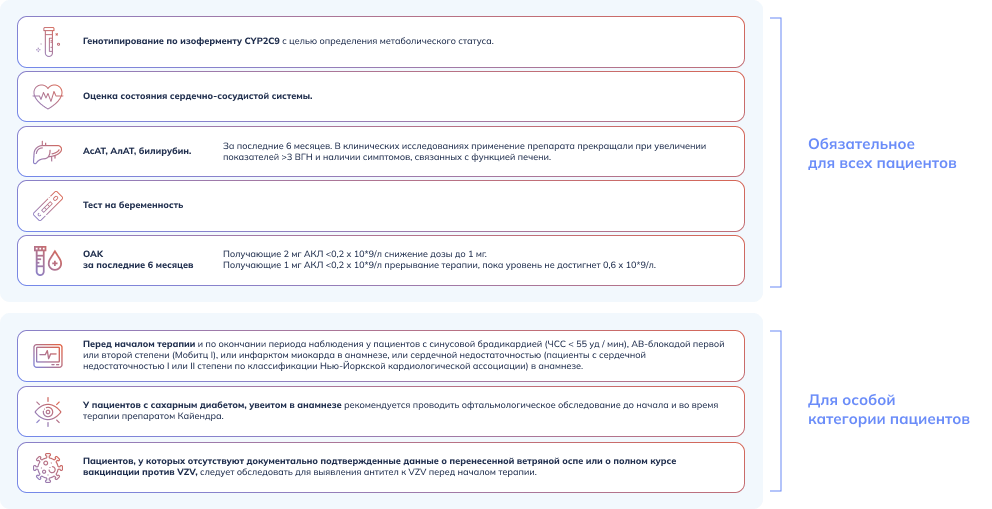 Генотипирование по изоферменту CYP2C9 с целью определения метаболического статуса.
Оценка состояния сердечно-сосудистой системы.
АсАТ, АлАТ, билирубин.
За последние 6 месяцев. В клинических исследованиях применение препарата прекращали при увеличении
показателей >3 ВГН и наличии симптомов, связанных с функцией печени.
Тест на беременность
ОАК
за последние 6 месяцев
Получающие 2 мг АКЛ <0,2 х 10*9/л снижение дозы до 1 мг.
Получающие 1 мг АКЛ <0,2 х 10*9/л прерывание терапии, пока уровень не достигнет 0,6 х 10*9/л.
Обязательное
для всех пациентов
Перед началом терапии и по окончании периода наблюдения у пациентов с синусовой брадикардией (ЧСС < 55 уд / мин), АВ-блокадой первой
или второй степени (Мобитц I), или инфарктом миокарда в анамнезе, или сердечной недостаточностью (пациенты с сердечной
недостаточностью I или II степени по классификации Нью-Йоркской кардиологической ассоциации) в анамнезе.
У пациентов с сахарным диабетом, увеитом в анамнезе рекомендуется проводить офтальмологическое обследование до начала и во время
терапии препаратом Кайендра.
Пациентов, у которых отсутствуют документально подтвержденные данные о перенесенной ветряной оспе или о полном курсе
вакцинации против VZV, следует обследовать для выявления антител к VZV перед началом терапии.
Для особой
категории пациентов